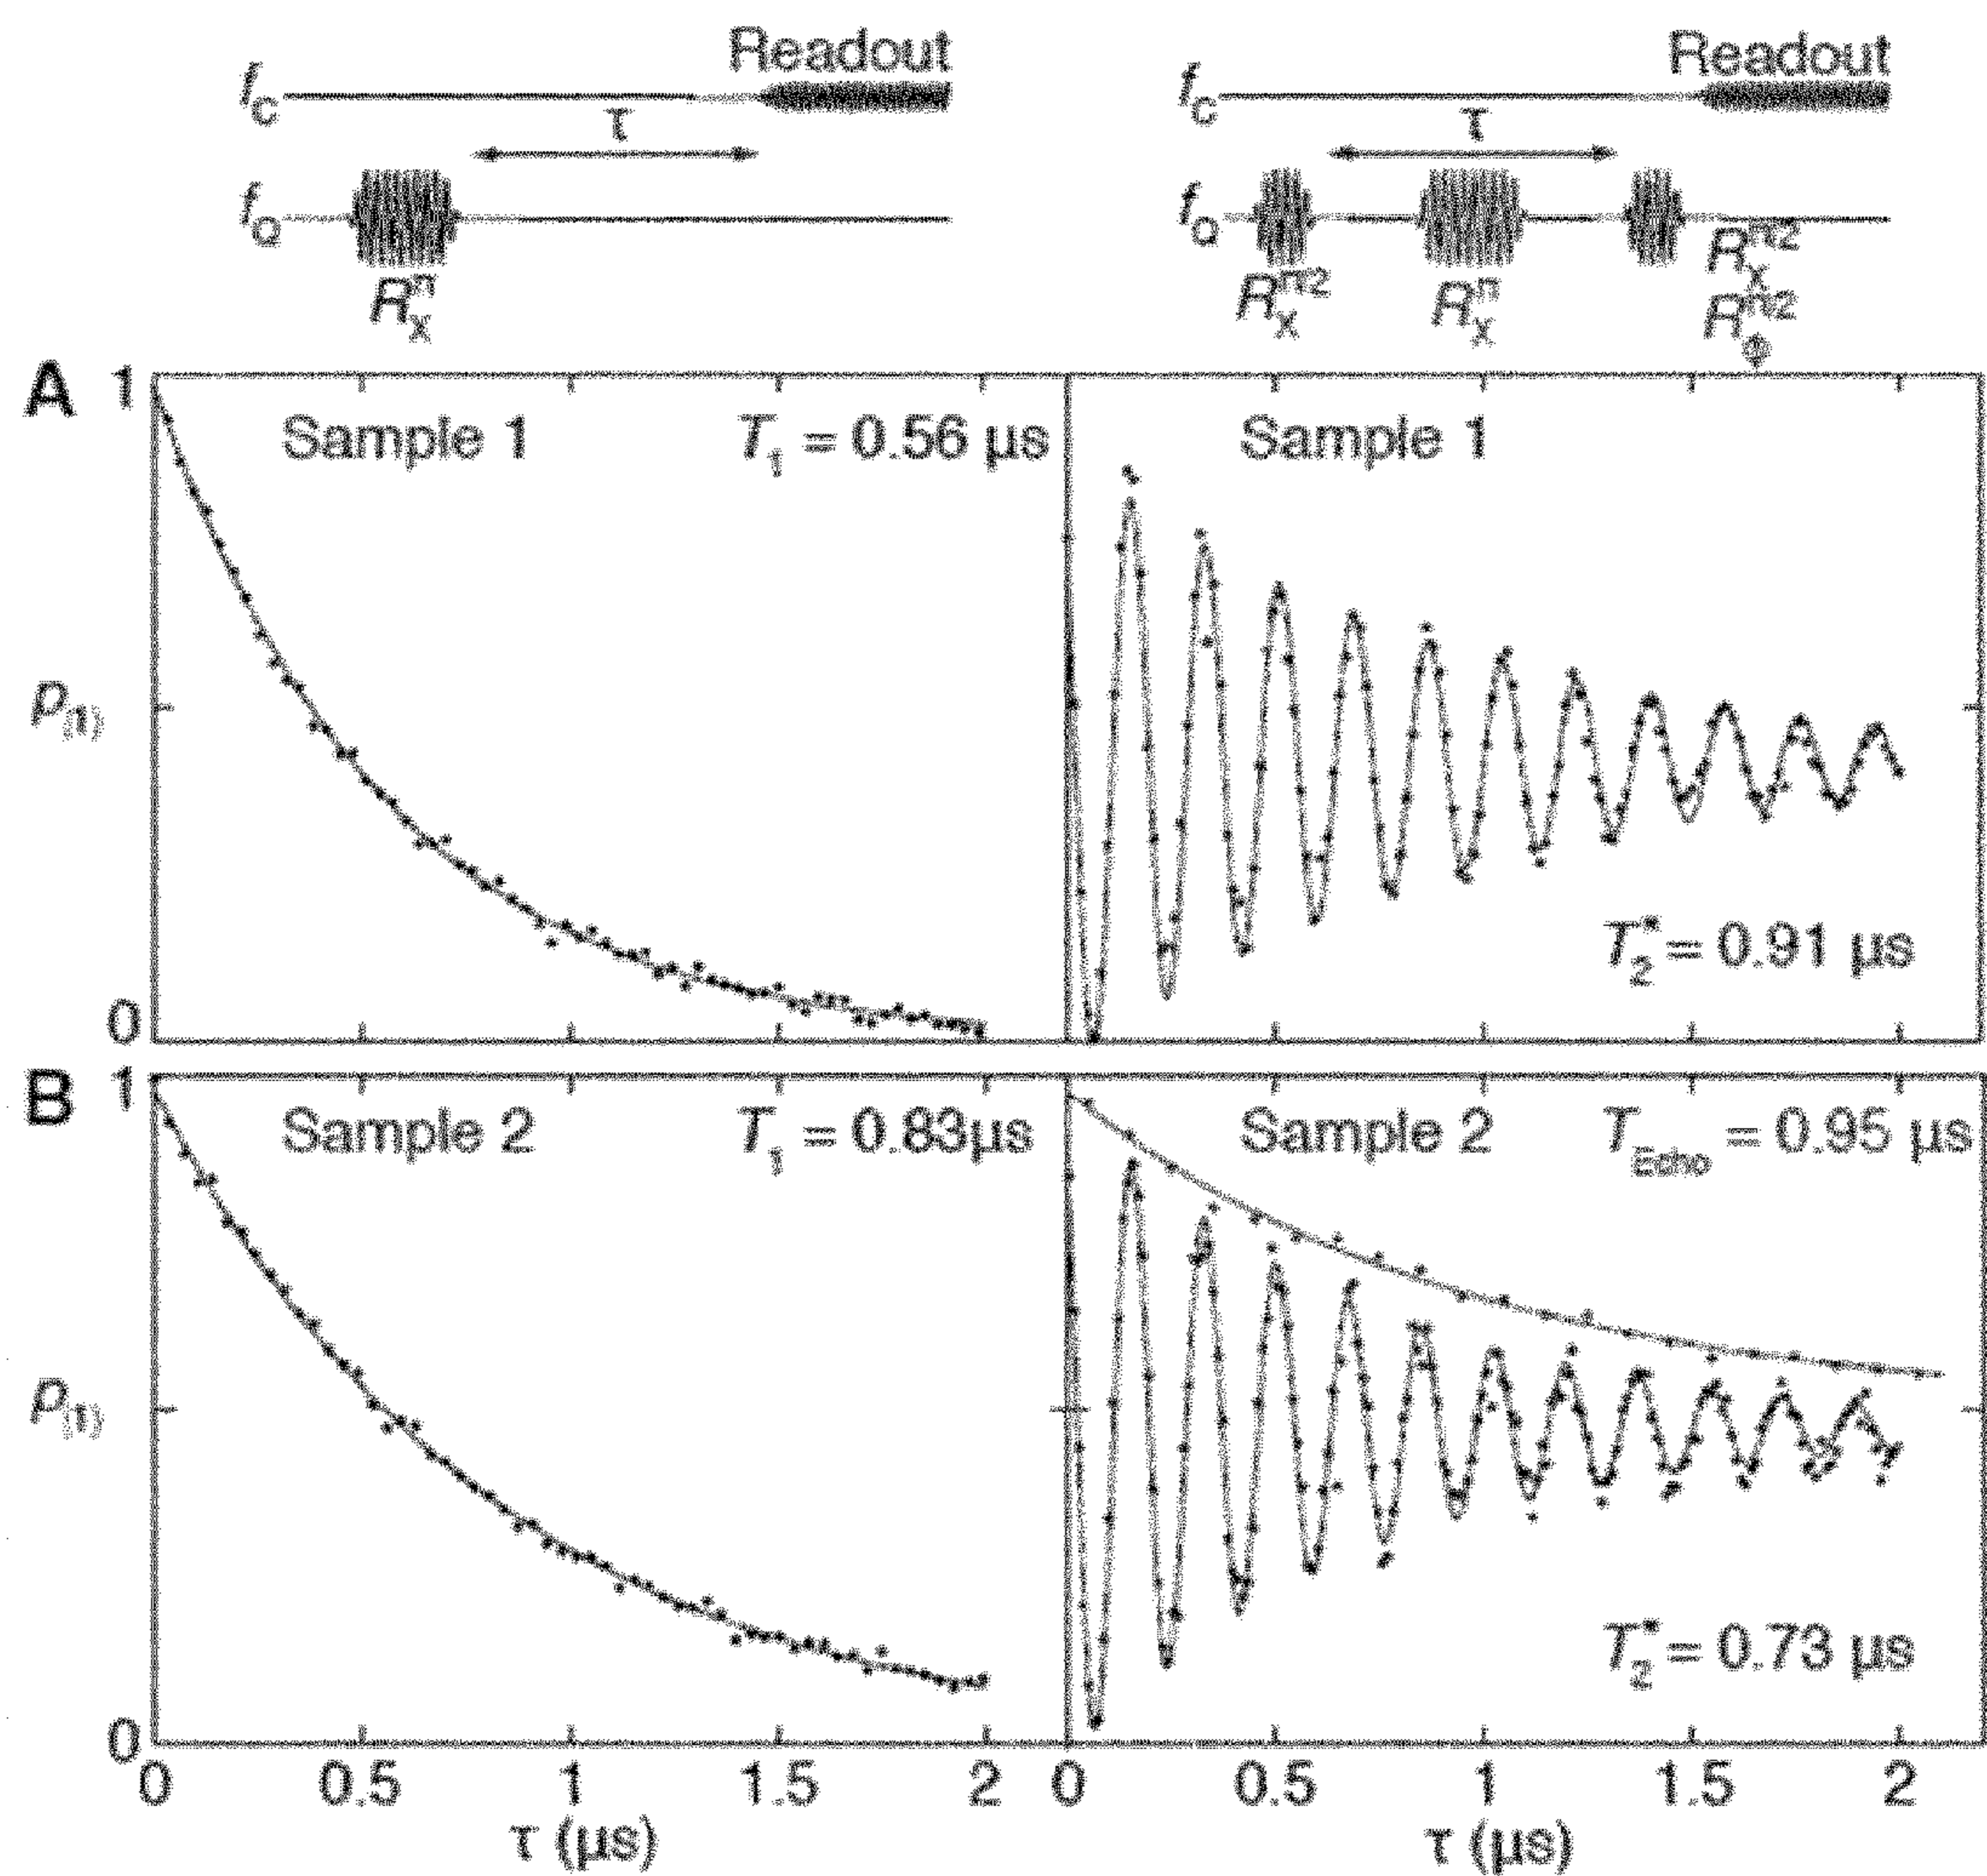 Readout Readout
f_C f_C
τ τ
f_Q f_Q
R_x^π R_x^π/2 R_x^π R_x^π/2
R_Φ^π/2
A 1 Sample 1 T_1 = 0.56 μs Sample 1
p_|1⟩
T_2^* = 0.91 μs
0
B 1 Sample 2 T_1 = 0.83μs Sample 2 T_Echo = 0.95 μs
p_|1⟩
T_2^* = 0.73 μs
0
0 0.5 1 1.5 2 0 0.5 1 1.5 2
τ (μs) τ (μs)